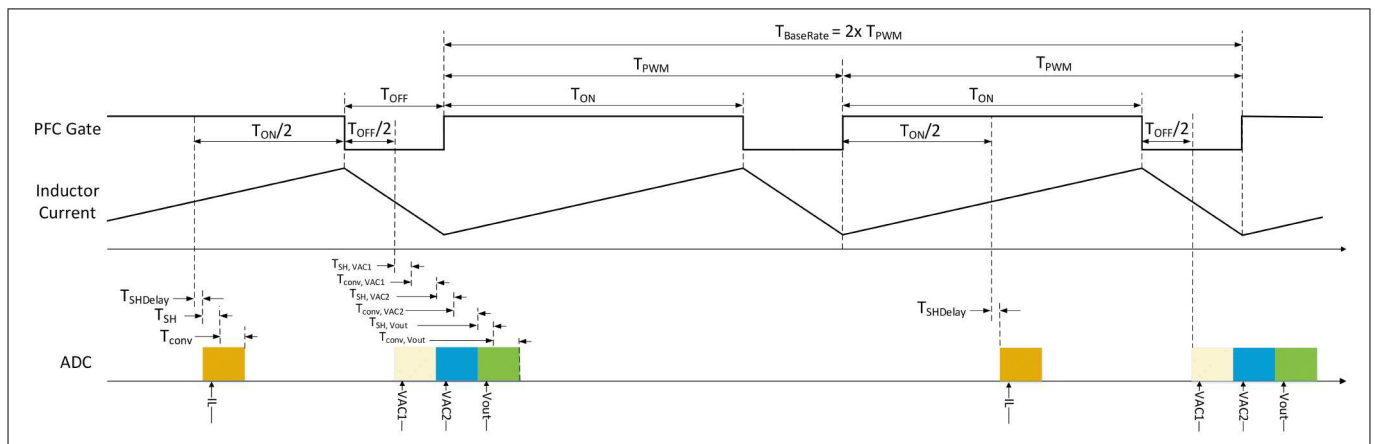 T_BaseRate = 2x T_PWM
T_PWM
T_PWM
T_OFF
T_ON
T_ON
PFC Gate
T_ON/2
T_OFF/2
T_ON/2
T_OFF/2
Inductor
Current
T_SH, VAC1
T_conv, VAC1
T_SH, VAC2
T_conv, VAC2
T_SH, Vout
T_conv, Vout
T_SHDelay
T_SH
T_conv
T_SHDelay
ADC
IL
VAC1
VAC2
Vout
IL
VAC1
VAC2
Vout